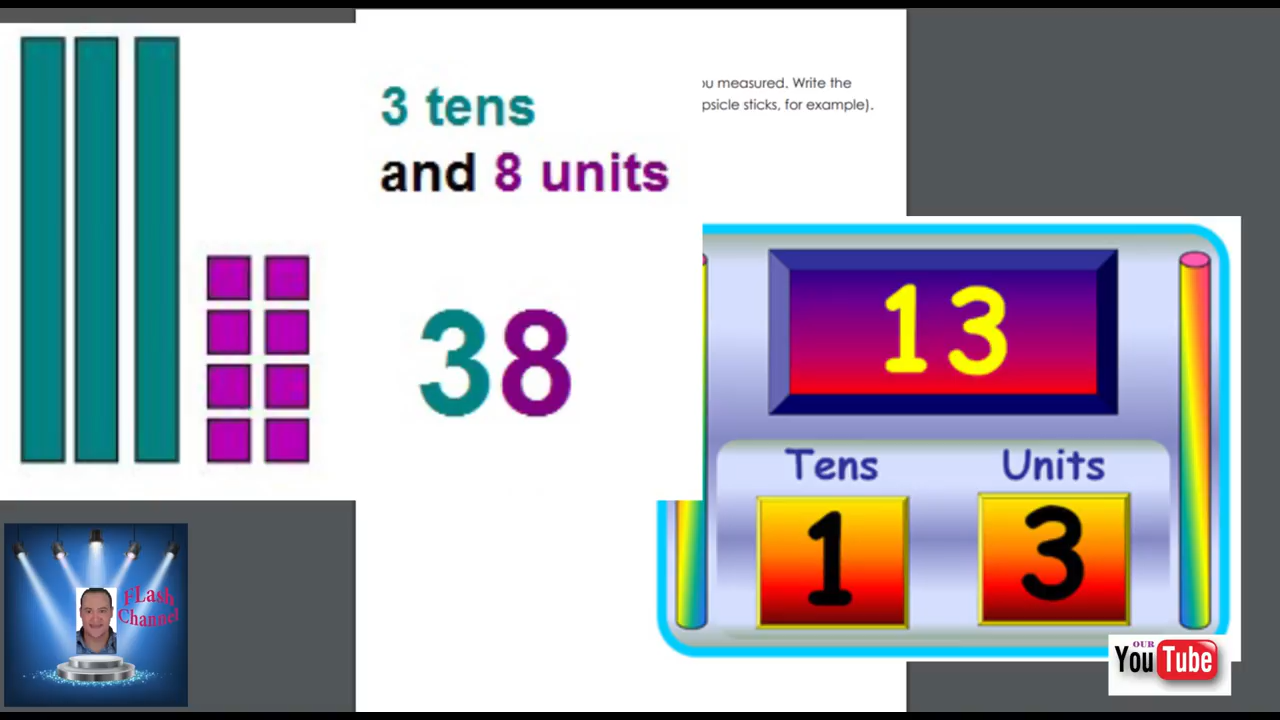 3 tens
and 8 units
38
ou measured. Write the
psicle sticks, for example).
13
Tens Units
1 3
FLash
Channel
OUR
YouTube